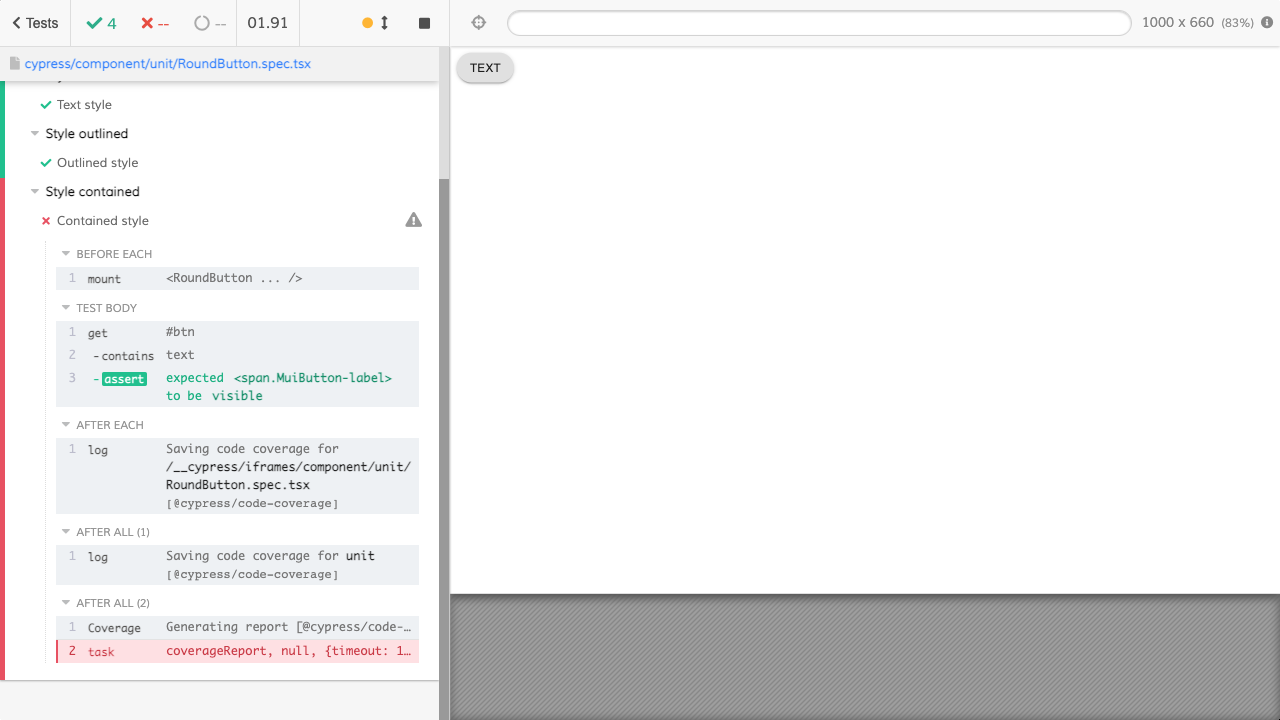 Tests
4
--
--
01.91
1000 x 660 (83%)
cypress/component/unit/RoundButton.spec.tsx
TEXT
Text style
Style outlined
Outlined style
Style contained
Contained style
BEFORE EACH
1 mount <RoundButton ... />
TEST BODY
1 get #btn
2 -contains text
3 -assert expected <span.MuiButton-label>
to be visible
AFTER EACH
1 log Saving code coverage for
/__cypress/iframes/component/unit/
RoundButton.spec.tsx
[@cypress/code-coverage]
AFTER ALL (1)
1 log Saving code coverage for unit
[@cypress/code-coverage]
AFTER ALL (2)
1 Coverage Generating report [@cypress/code-…
2 task coverageReport, null, {timeout: 1…